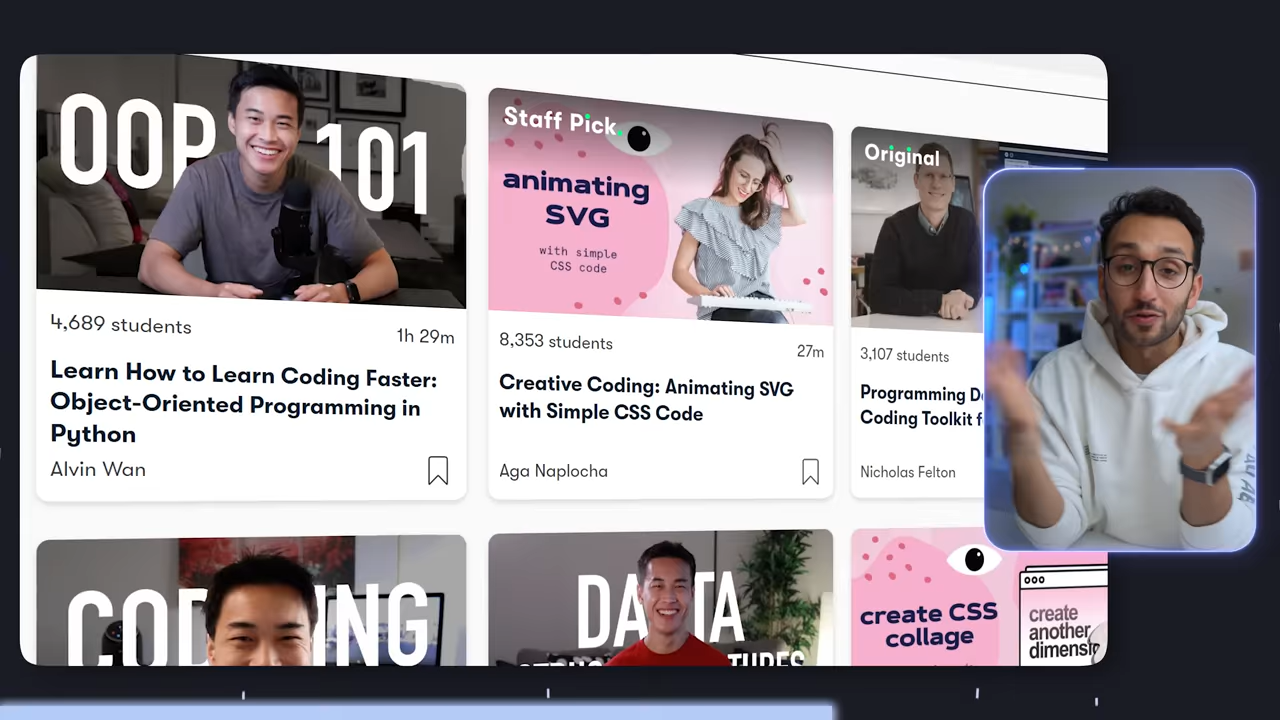 OOP 101
4,689 students
1h 29m
Learn How to Learn Coding Faster:
Object-Oriented Programming in
Python
Alvin Wan
Staff Pick.
animating
SVG
with simple
CSS code
8,353 students
27m
Creative Coding: Animating SVG
with Simple CSS Code
Aga Naplocha
Original
3,107 students
Programming
Coding Toolkit
Nicholas Felton
DATA
create CSS
collage
create
another